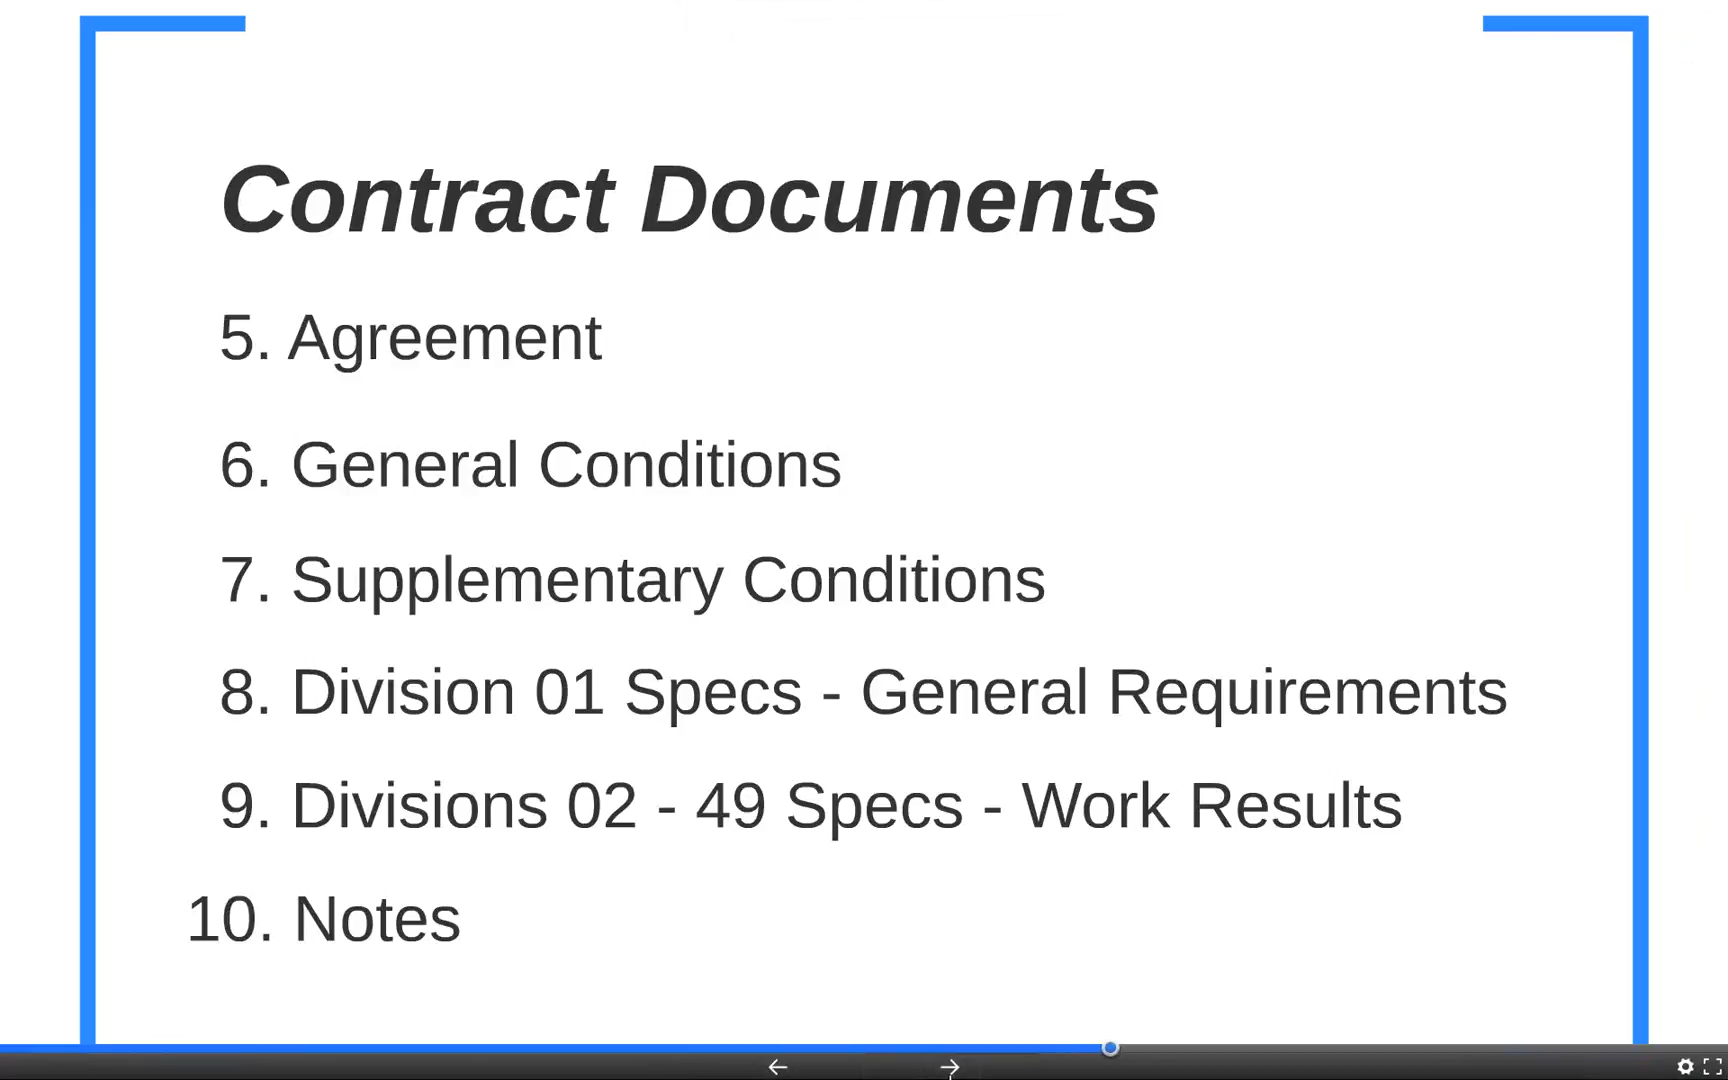 Contract Documents
5. Agreement
6. General Conditions
7. Supplementary Conditions
8. Division 01 Specs - General Requirements
9. Divisions 02 - 49 Specs - Work Results
10. Notes